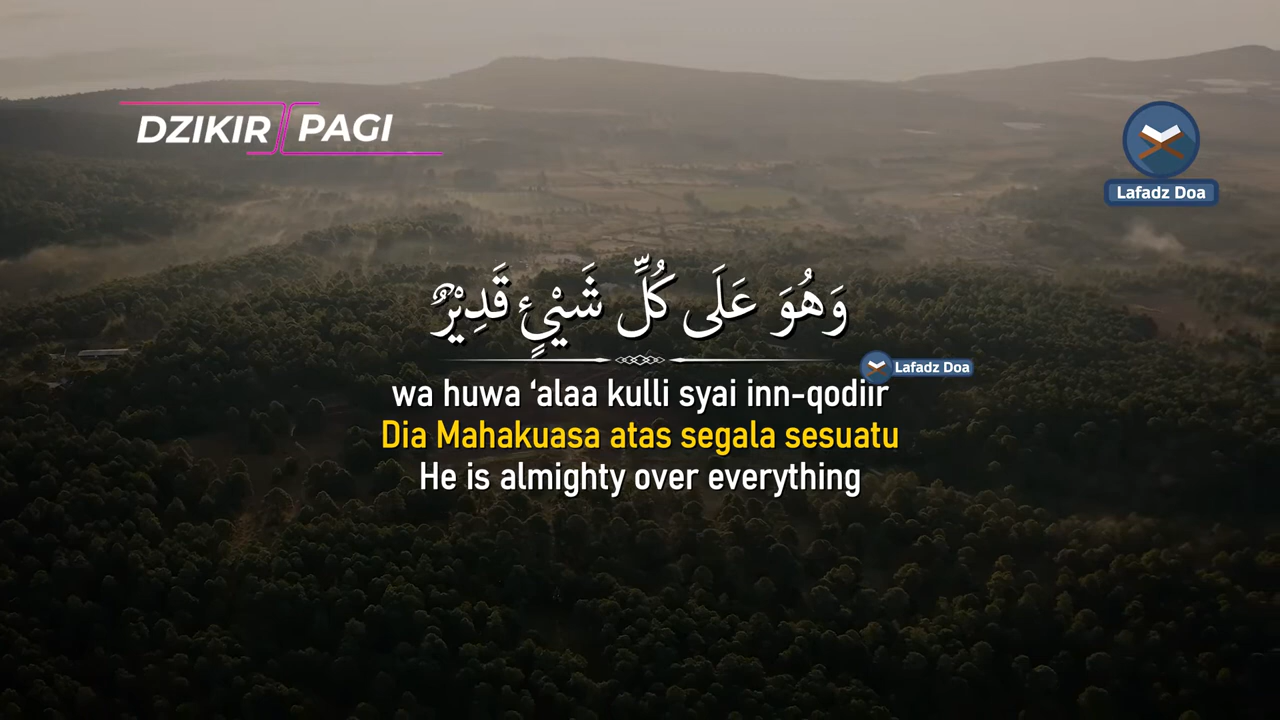 DZIKIR PAGI
Lafadz Doa
وَهُوَ عَلَى كُلِّ شَيْيءٍ قَدِيْرٌ
Lafadz Doa
wa huwa ‘alaa kulli syai inn-qodiir
Dia Mahakuasa atas segala sesuatu
He is almighty over everything